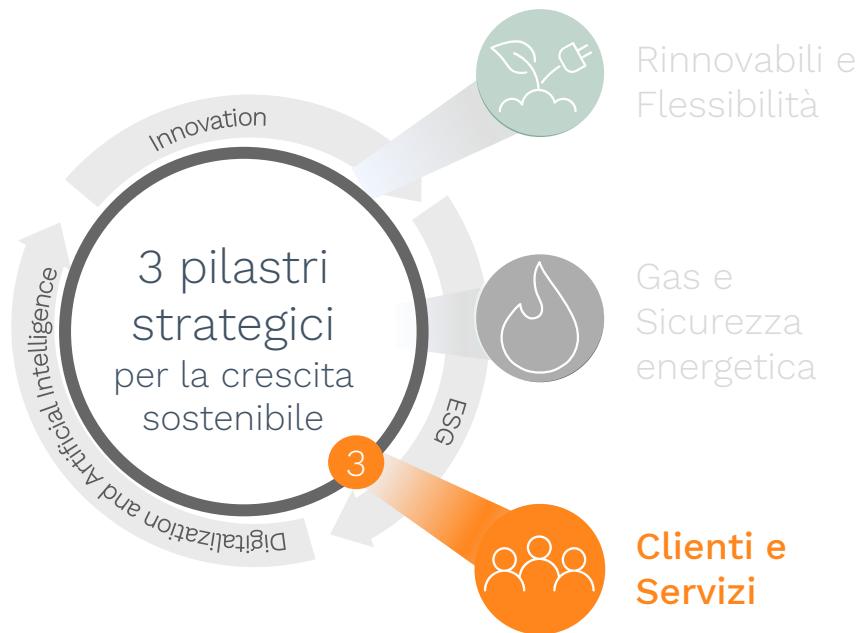 Innovation
ESG
Digitalization and Artificial Intelligence
3 pilastri
strategici
per la crescita
sostenibile
3
Rinnovabili e
Flessibilità
Gas e
Sicurezza
energetica
Clienti e
Servizi